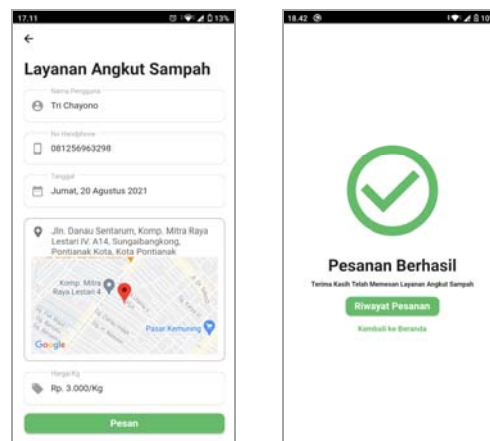 17.11
13%
Layanan Angkut Sampah
Nama Pengguna
Tri Chayono
No Handphone
081256963298
Tanggal
Jumat, 20 Agustus 2021
Jln. Danau Sentarum, Komp. Mitra Raya
Lestari IV. A14, Sungaibangkong,
Pontianak Kota, Kota Pontianak
Komp. Mitra
Raya Lestari 4
Pasar Kemuning
Google
Harga/Kg
Rp. 3.000/Kg
Pesan
18.42
Pesanan Berhasil
Terima Kasih Telah Memesan Layanan Angkut Sampah
Riwayat Pesanan
Kembali ke Beranda